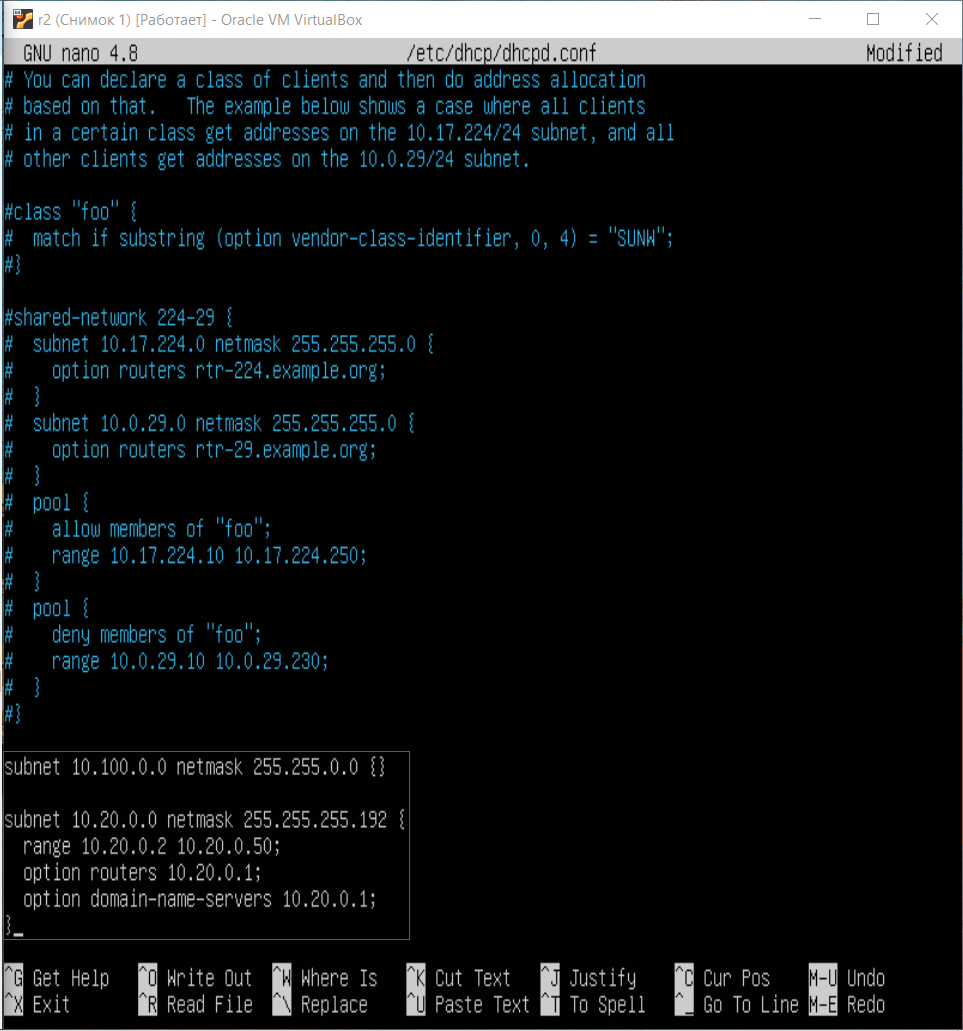 r2 (Снимок 1) [Работает] - Oracle VM VirtualBox
GNU nano 4.8 /etc/dhcp/dhcpd.conf Modified
# You can declare a class of clients and then do address allocation
# based on that.   The example below shows a case where all clients
# in a certain class get addresses on the 10.17.224/24 subnet, and all
# other clients get addresses on the 10.0.29/24 subnet.
#class "foo" {
#  match if substring (option vendor-class-identifier, 0, 4) = "SUNW";
#}
#shared-network 224-29 {
#  subnet 10.17.224.0 netmask 255.255.255.0 {
#    option routers rtr-224.example.org;
#  }
#  subnet 10.0.29.0 netmask 255.255.255.0 {
#    option routers rtr-29.example.org;
#  }
#  pool {
#    allow members of "foo";
#    range 10.17.224.10 10.17.224.250;
#  }
#  pool {
#    deny members of "foo";
#    range 10.0.29.10 10.0.29.230;
#  }
#}
subnet 10.100.0.0 netmask 255.255.0.0 {}
subnet 10.20.0.0 netmask 255.255.255.192 {
  range 10.20.0.2 10.20.0.50;
  option routers 10.20.0.1;
  option domain-name-servers 10.20.0.1;
}_
^G Get Help ^O Write Out ^W Where Is ^K Cut Text ^J Justify ^C Cur Pos M-U Undo
^X Exit ^R Read File ^\ Replace ^U Paste Text ^T To Spell ^_ Go To Line M-E Redo